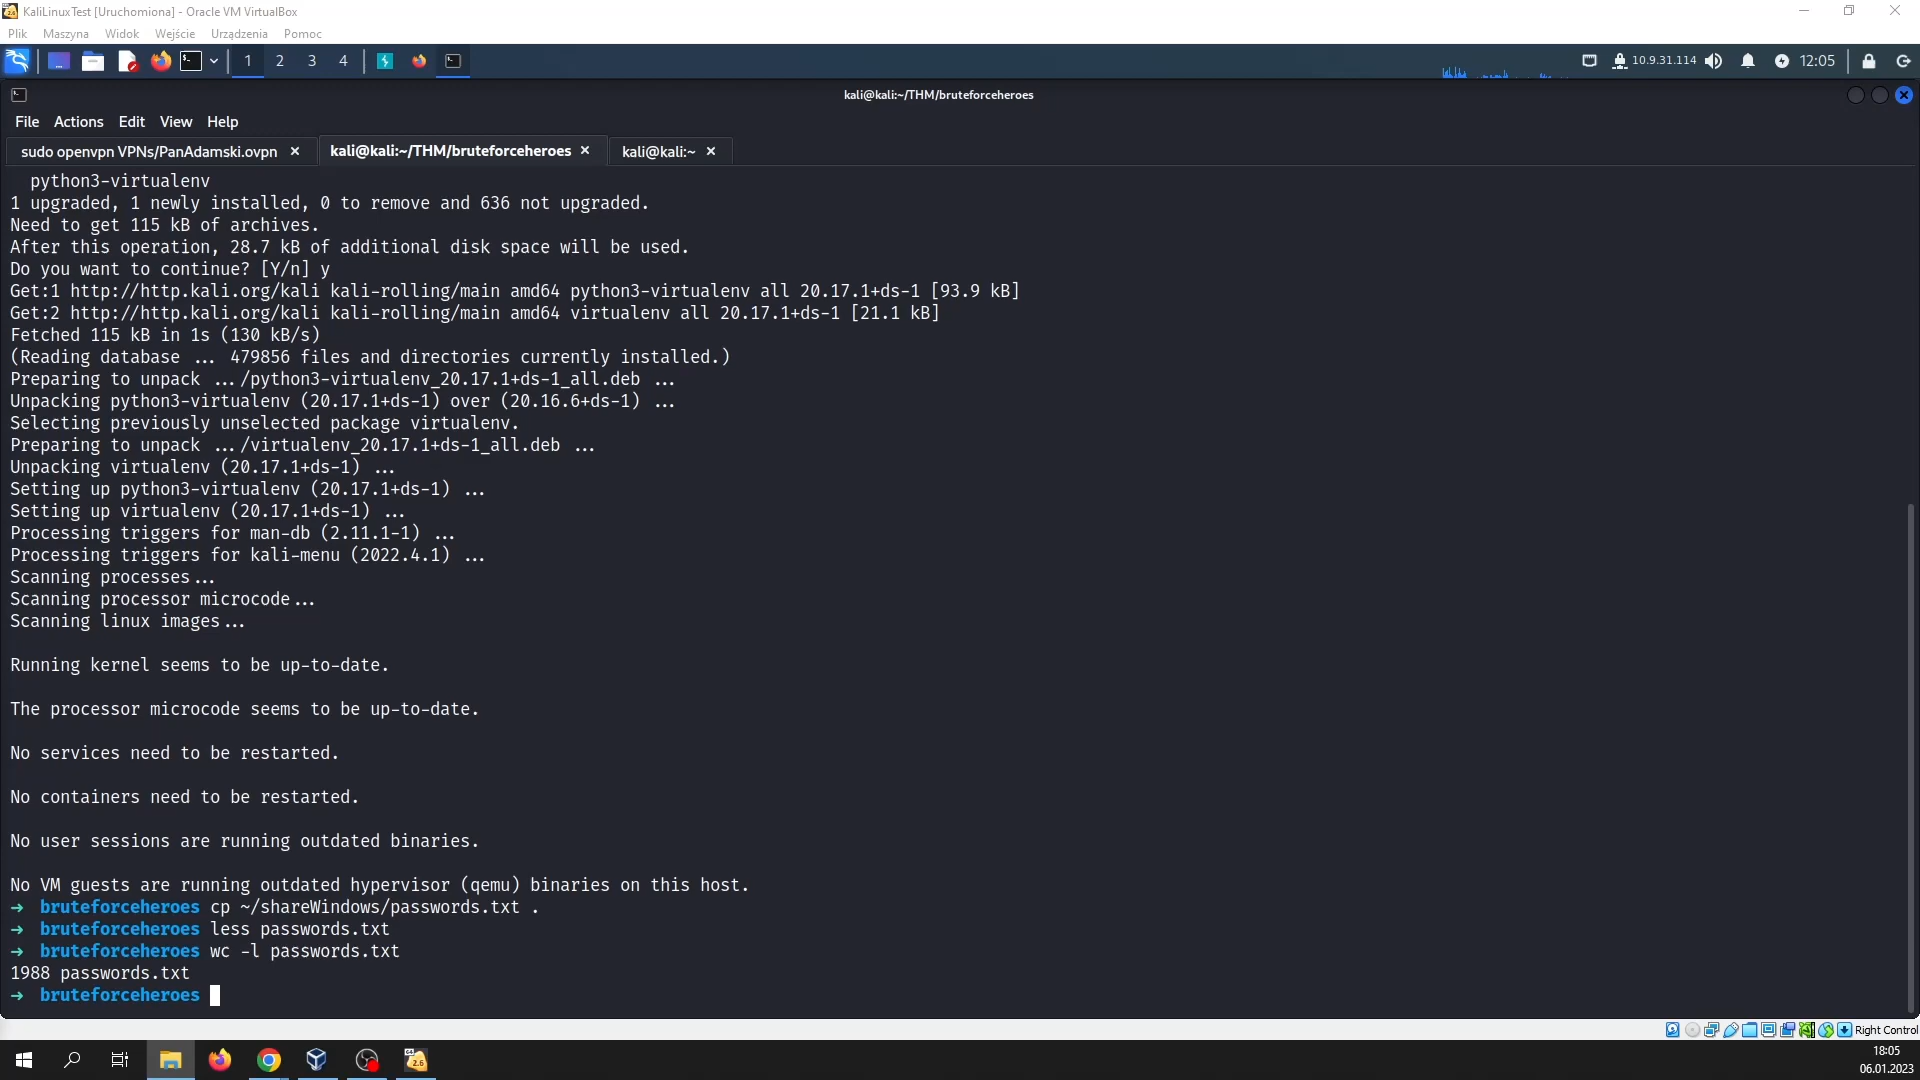 KaliLinuxTest [Uruchomiona] - Oracle VM VirtualBox
Plik Maszyna Widok Wejście Urządzenia Pomoc
1 2 3 4 10.9.31.114 12:05
kali@kali:~/THM/bruteforceheroes
File Actions Edit View Help
sudo openvpn VPNs/PanAdamski.ovpn × kali@kali:~/THM/bruteforceheroes × kali@kali:~ ×
python3-virtualenv
1 upgraded, 1 newly installed, 0 to remove and 636 not upgraded.
Need to get 115 kB of archives.
After this operation, 28.7 kB of additional disk space will be used.
Do you want to continue? [Y/n] y
Get:1 http://http.kali.org/kali kali-rolling/main amd64 python3-virtualenv all 20.17.1+ds-1 [93.9 kB]
Get:2 http://http.kali.org/kali kali-rolling/main amd64 virtualenv all 20.17.1+ds-1 [21.1 kB]
Fetched 115 kB in 1s (130 kB/s)
(Reading database ... 479856 files and directories currently installed.)
Preparing to unpack .../python3-virtualenv_20.17.1+ds-1_all.deb ...
Unpacking python3-virtualenv (20.17.1+ds-1) over (20.16.6+ds-1) ...
Selecting previously unselected package virtualenv.
Preparing to unpack .../virtualenv_20.17.1+ds-1_all.deb ...
Unpacking virtualenv (20.17.1+ds-1) ...
Setting up python3-virtualenv (20.17.1+ds-1) ...
Setting up virtualenv (20.17.1+ds-1) ...
Processing triggers for man-db (2.11.1-1) ...
Processing triggers for kali-menu (2022.4.1) ...
Scanning processes...
Scanning processor microcode...
Scanning linux images...
Running kernel seems to be up-to-date.
The processor microcode seems to be up-to-date.
No services need to be restarted.
No containers need to be restarted.
No user sessions are running outdated binaries.
No VM guests are running outdated hypervisor (qemu) binaries on this host.
→ bruteforceheroes cp ~/shareWindows/passwords.txt .
→ bruteforceheroes less passwords.txt
→ bruteforceheroes wc -l passwords.txt
1988 passwords.txt
→ bruteforceheroes
Right Control
18:05
06.01.2023